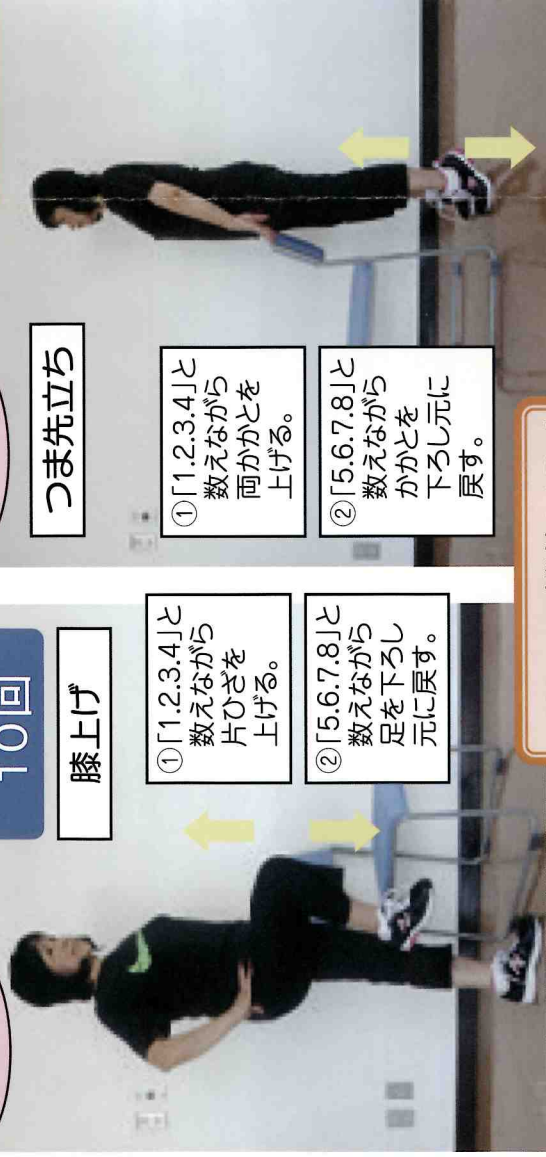 10回
膝上げ
①「1.2.3.4」と
数えながら
片ひざを
上げる。
②「5.6.7.8」と
数えながら
足を下ろし
元に戻す。
つま先立ち
①「1.2.3.4」と
数えながら
両かかとを
上げる。
②「5.6.7.8」と
数えながら
かかとを
下ろし元に
戻す。